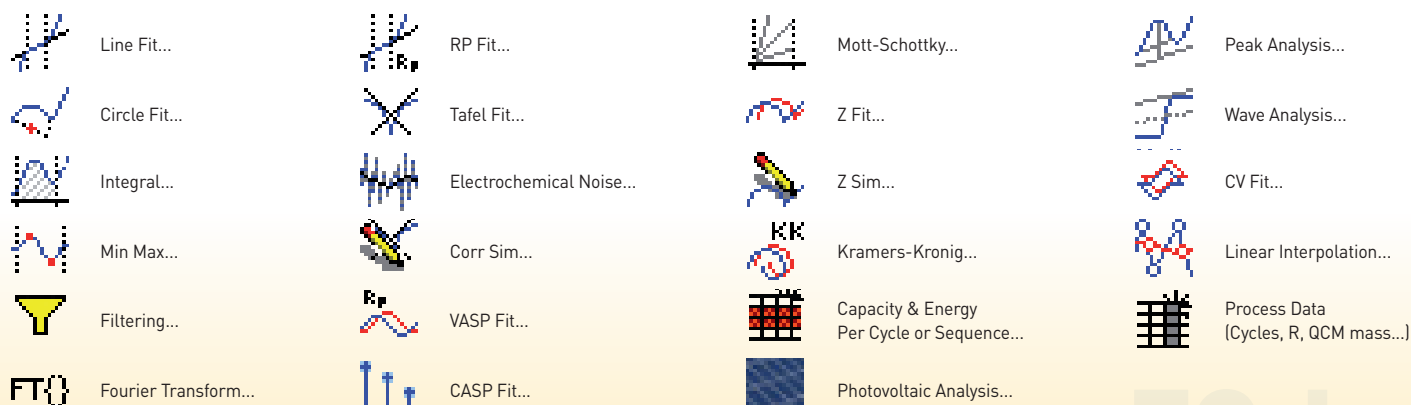 Line Fit...
RP Fit...
Mott-Schottky...
Peak Analysis...
Rp
Circle Fit...
Tafel Fit...
Z Fit...
Wave Analysis...
Integral...
Electrochemical Noise...
Z Sim...
CV Fit...
KK
Min Max...
Corr Sim...
Kramers-Kronig...
Linear Interpolation...
Rp
Filtering...
VASP Fit...
Capacity & Energy
Per Cycle or Sequence...
Process Data
(Cycles, R, QCM mass...)
FT{}
Fourier Transform...
CASP Fit...
Photovoltaic Analysis...